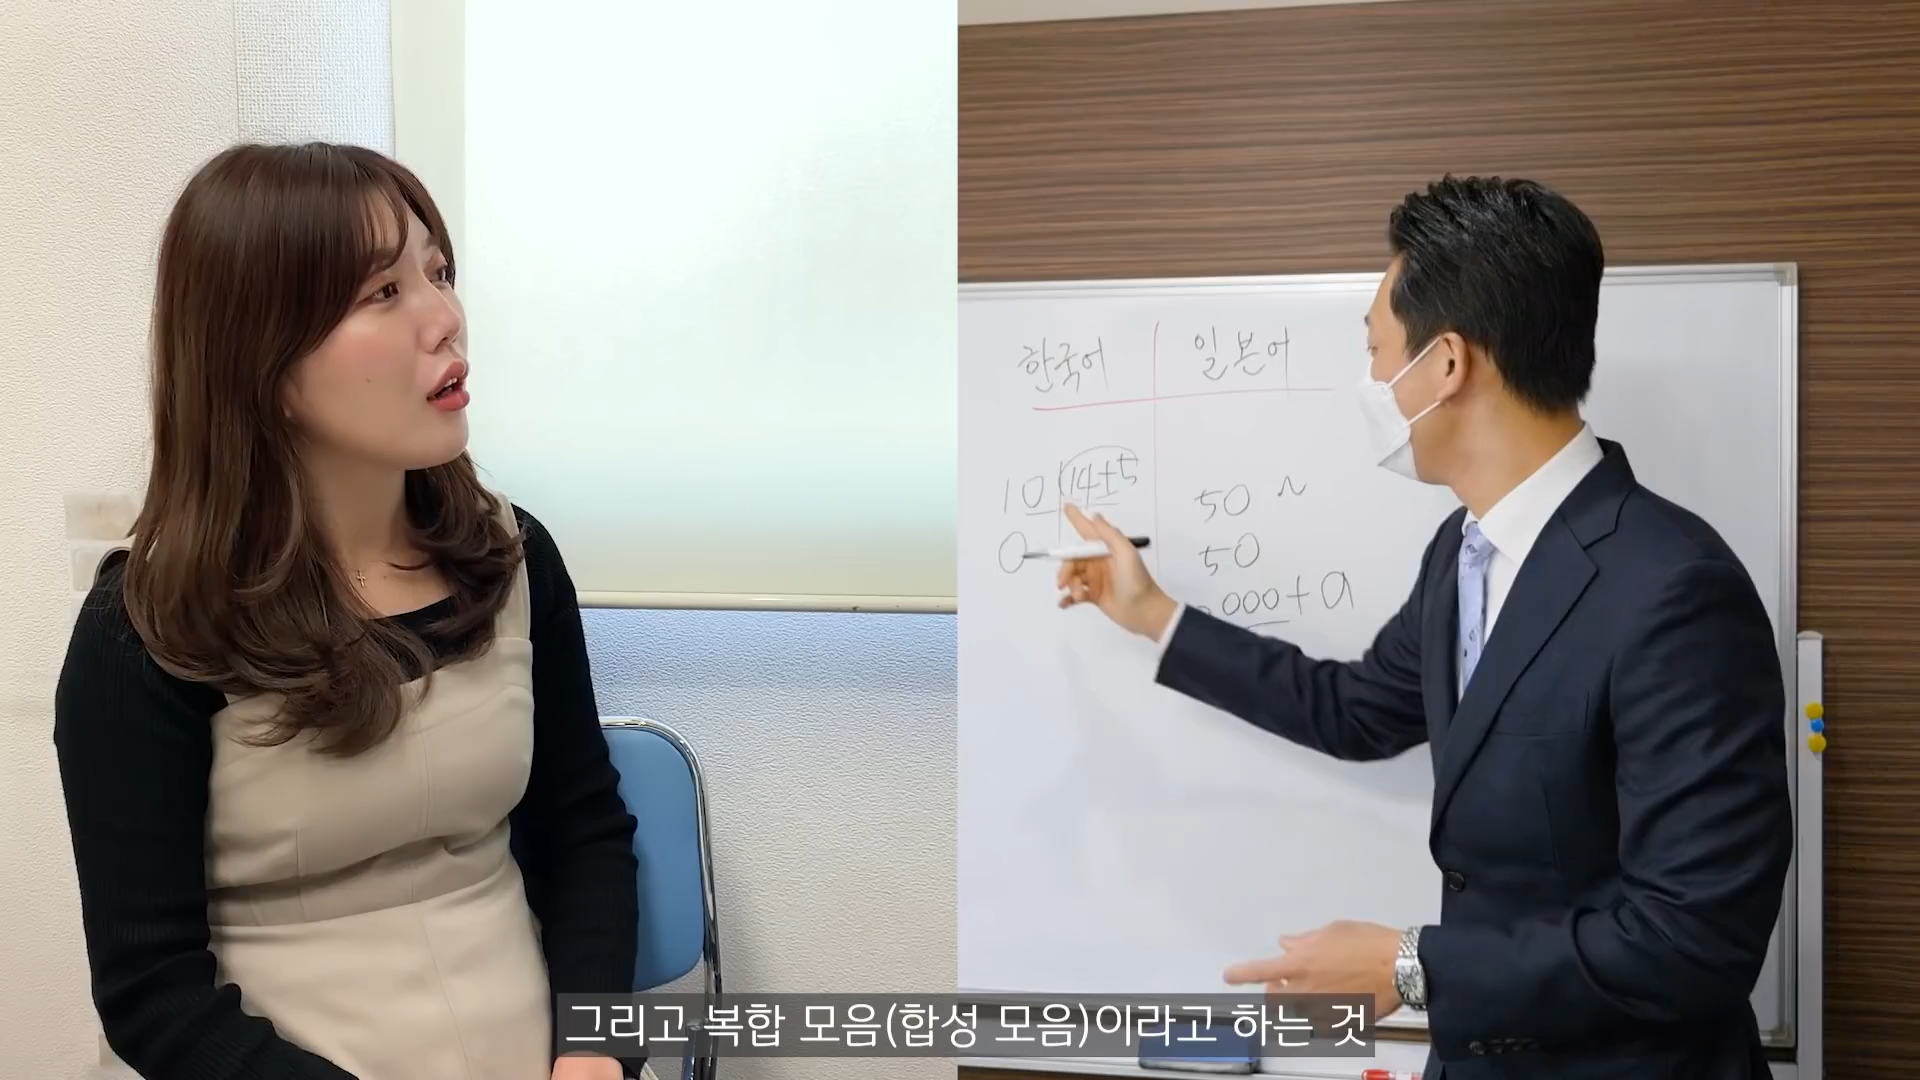 한국어 일본어
10 14+5 50 ~
0 50
000+a
그리고 복합 모음(합성 모음)이라고 하는 것